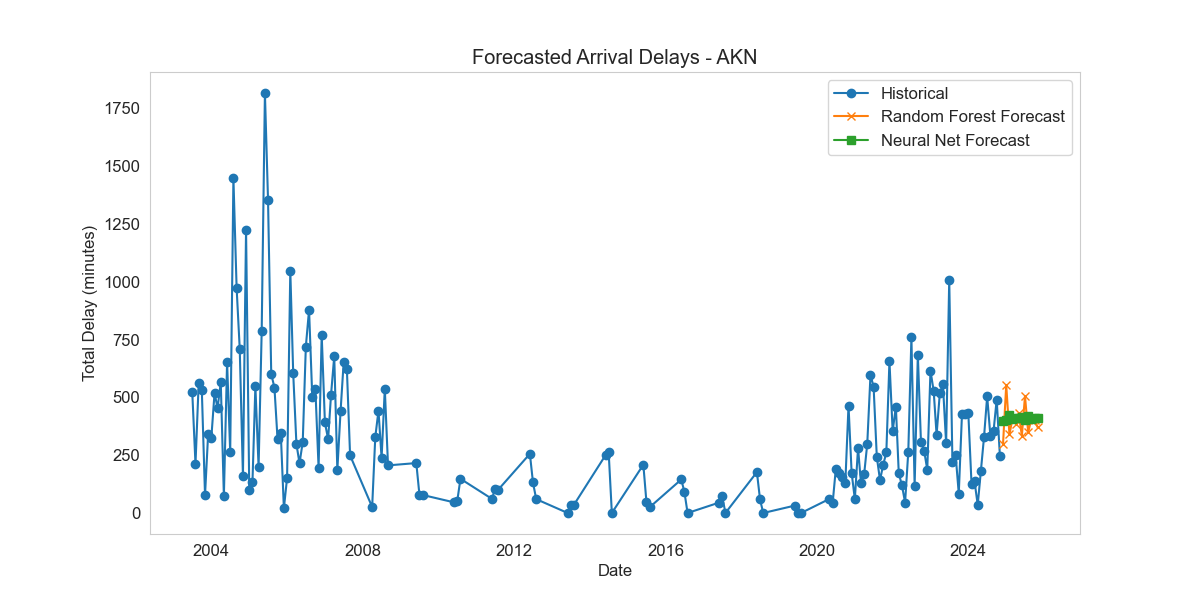 Forecasted Arrival Delays - AKN
Historical
Random Forest Forecast
Neural Net Forecast
Total Delay (minutes)
1750
1500
1250
1000
750
500
250
0
2004 2008 2012 2016 2020 2024
Date